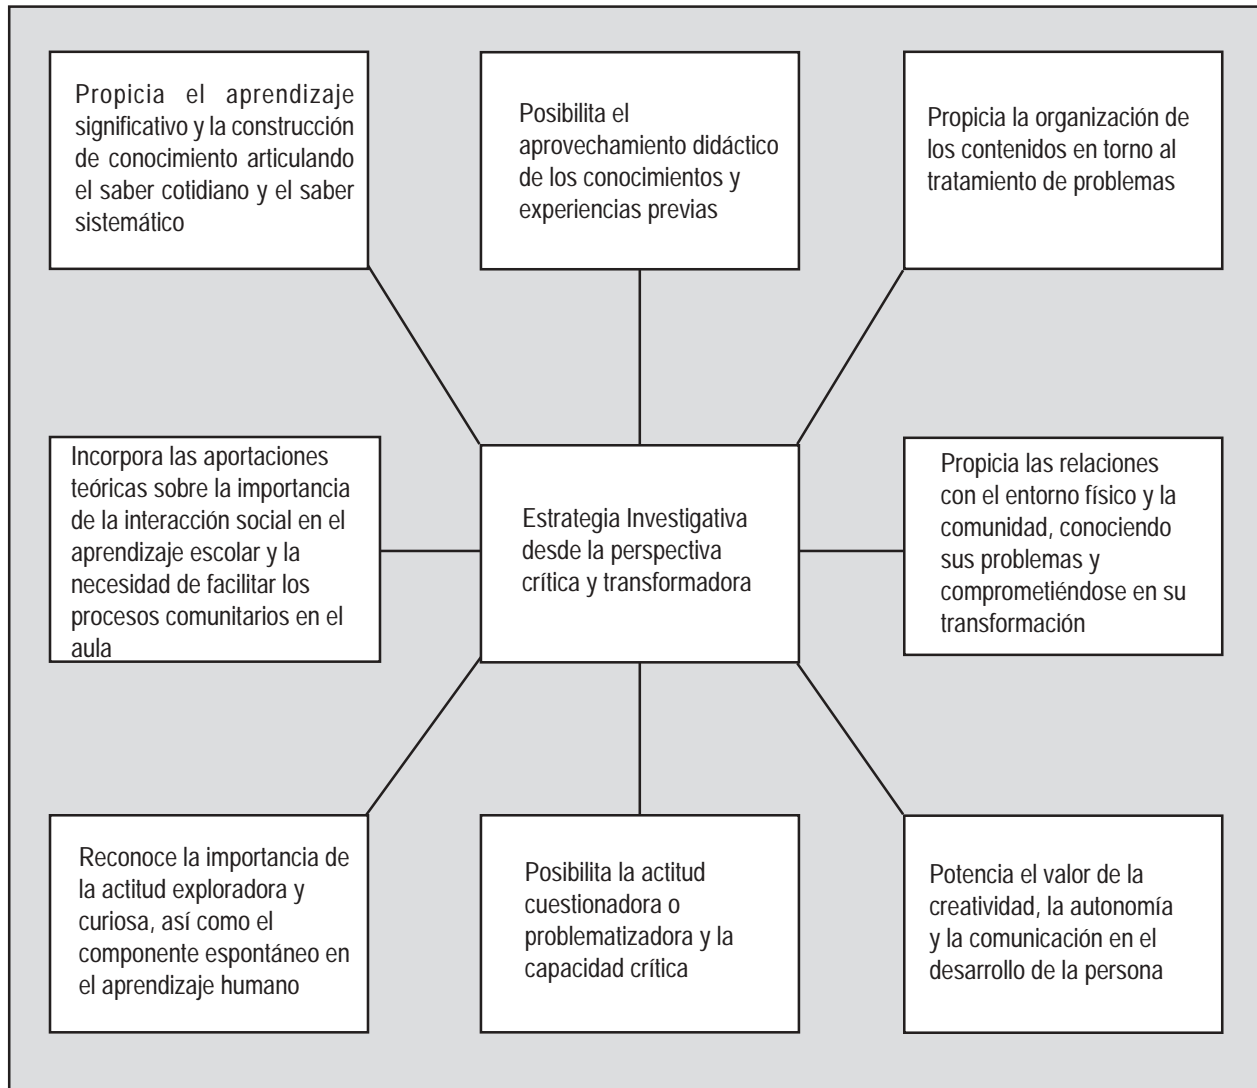 Propicia el aprendizaje
significativo y la construcción
de conocimiento articulando
el saber cotidiano y el saber
sistemático
Posibilita el
aprovechamiento didáctico
de los conocimientos y
experiencias previas
Propicia la organización de
los contenidos en torno al
tratamiento de problemas
Incorpora las aportaciones
teóricas sobre la importancia
de la interacción social en el
aprendizaje escolar y la
necesidad de facilitar los
procesos comunitarios en el
aula
Estrategia Investigativa
desde la perspectiva
crítica y transformadora
Propicia las relaciones
con el entorno físico y la
comunidad, conociendo
sus problemas y
comprometiéndose en su
transformación
Reconoce la importancia de
la actitud exploradora y
curiosa, así como el
componente espontáneo en
el aprendizaje humano
Posibilita la actitud
cuestionadora o
problematizadora y la
capacidad crítica
Potencia el valor de la
creatividad, la autonomía
y la comunicación en el
desarrollo de la persona